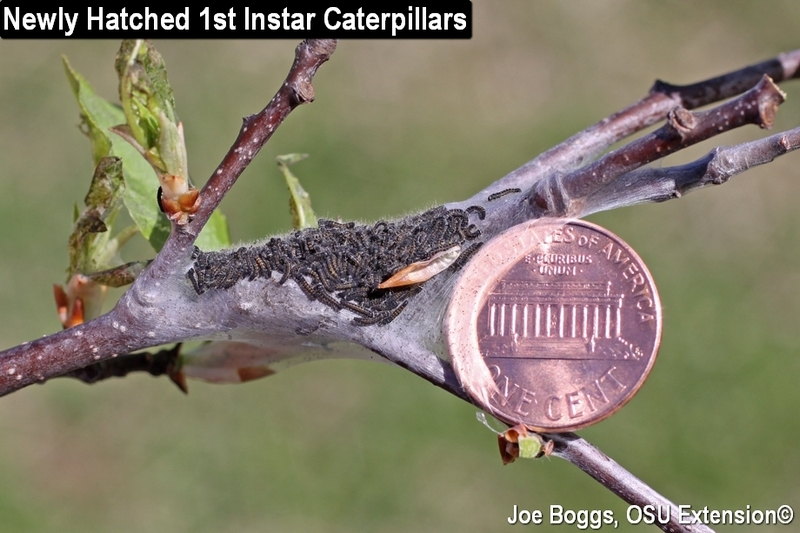 Newly Hatched 1st Instar Caterpillars
STATES of AMERICA
E·PLURIBUS
UNUM
ONE CENT
Joe Boggs, OSU Extension©